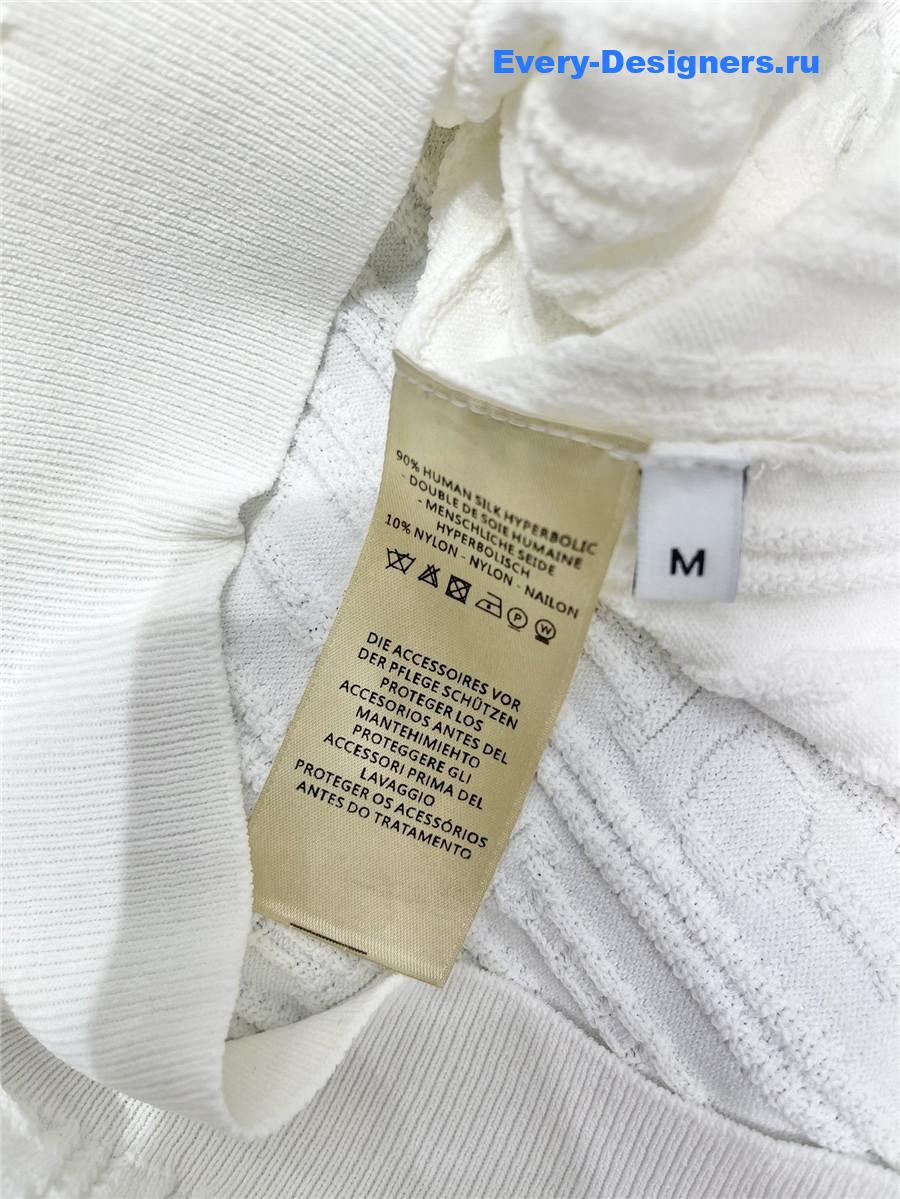 Every-Designers.ru
90% HUMAN SILK HYPERBOLIC
- DOUBLE DE SOIE HUMAINE
- MENSCHLICHE SEIDE
HYPERBOLISCH
10% NYLON - NYLON - NAILON
P
W
M
DIE ACCESSOIRES VOR
DER PFLEGE SCHÜTZEN
PROTEGER LOS
ACCESORIOS ANTES DEL
MANTEHIMIEHTO
PROTEGGERE GLI
ACCESSORI PRIMA DEL
LAVAGGIO
PROTEGER OS ACESSÓRIOS
ANTES DO TRATAMENTO